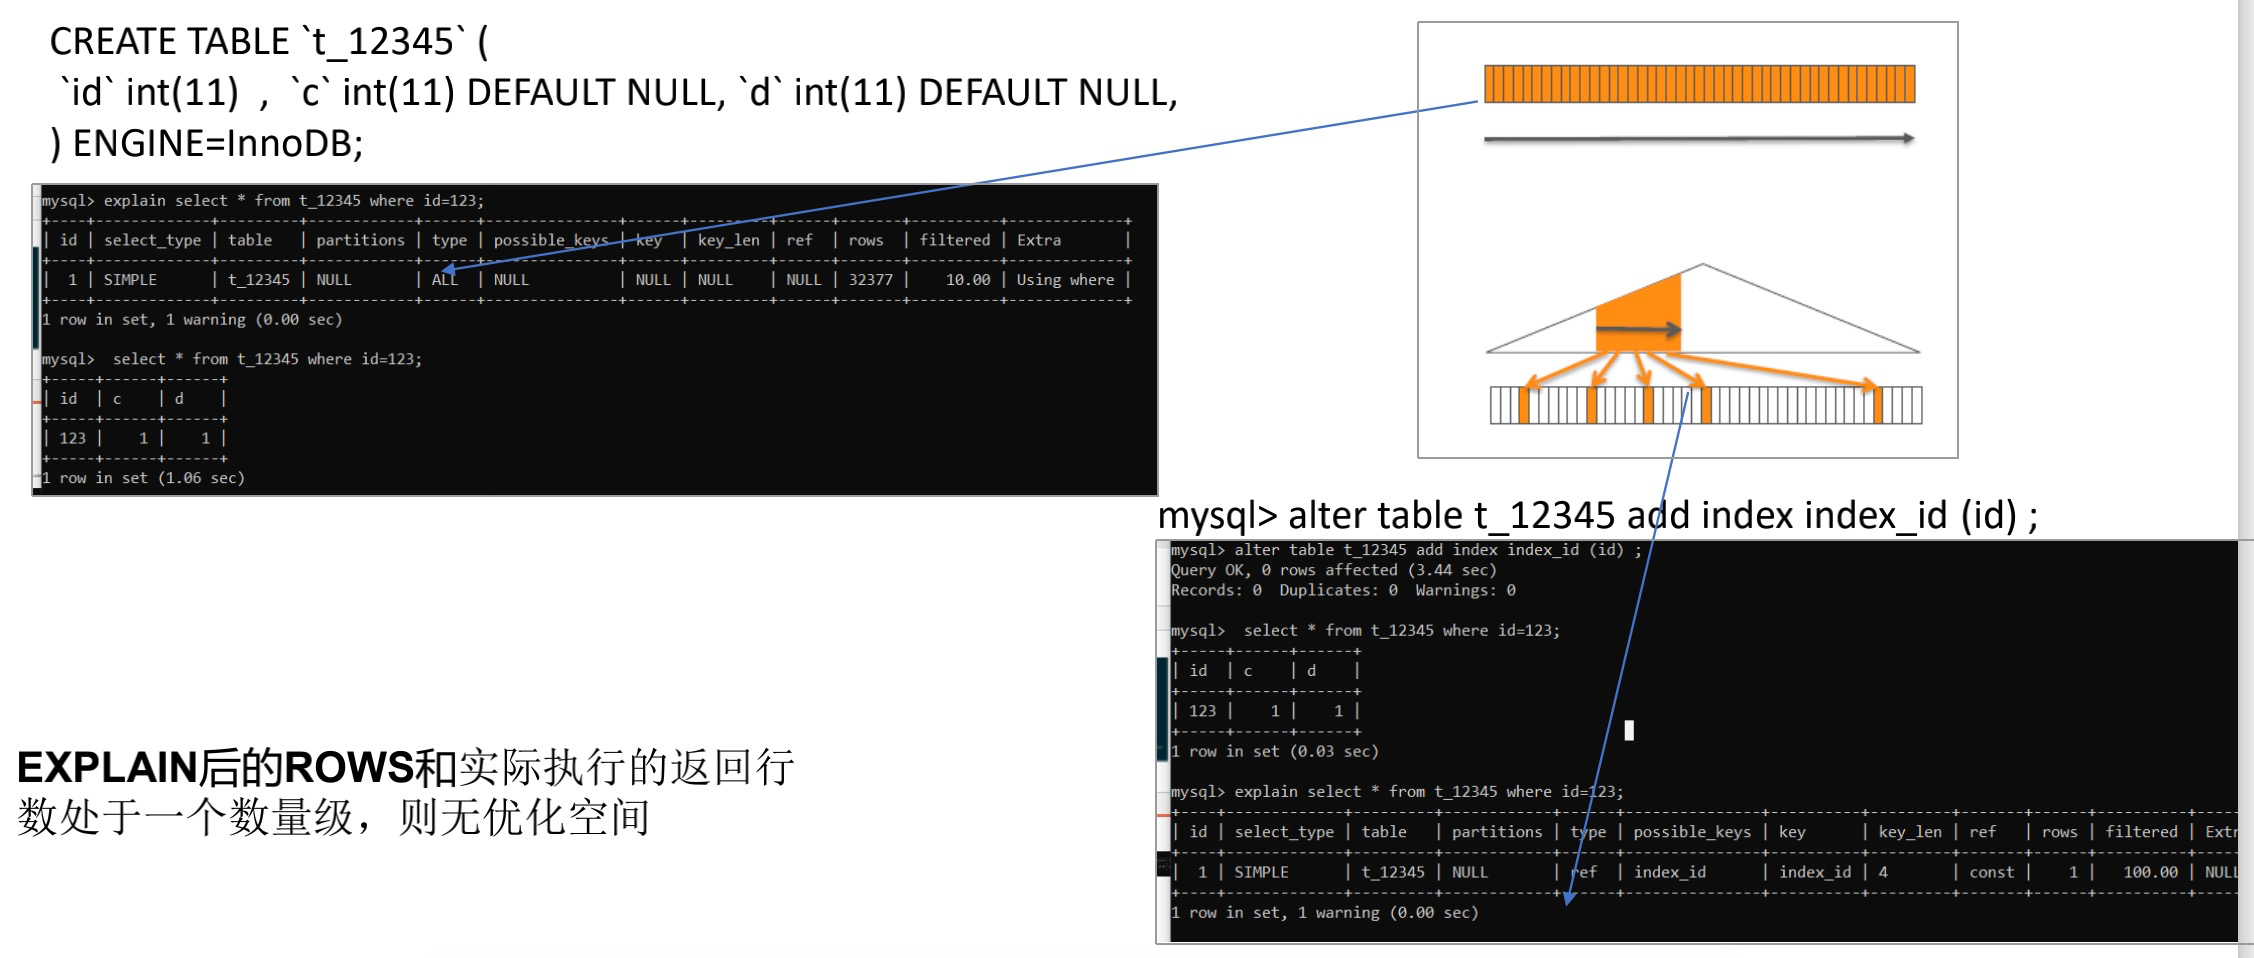 CREATE TABLE `t_12345` (
`id` int(11) , `c` int(11) DEFAULT NULL, `d` int(11) DEFAULT NULL,
) ENGINE=InnoDB;
mysql> explain select * from t_12345 where id=123;
+----+-------------+---------+------------+------+---------------+------+---------+------+-------+----------+-------------+
| id | select_type | table | partitions | type | possible_keys | key | key_len | ref | rows | filtered | Extra |
+----+-------------+---------+------------+------+---------------+------+---------+------+-------+----------+-------------+
| 1 | SIMPLE | t_12345 | NULL | ALL | NULL | NULL | NULL | NULL | 32377 | 10.00 | Using where |
+----+-------------+---------+------------+------+---------------+------+---------+------+-------+----------+-------------+
1 row in set, 1 warning (0.00 sec)
mysql> select * from t_12345 where id=123;
+-----+------+------+
| id | c | d |
+-----+------+------+
| 123 | 1 | 1 |
+-----+------+------+
1 row in set (1.06 sec)
mysql> alter table t_12345 add index index_id (id) ;
mysql> alter table t_12345 add index index_id (id) ;
Query OK, 0 rows affected (3.44 sec)
Records: 0 Duplicates: 0 Warnings: 0
mysql> select * from t_12345 where id=123;
+-----+------+------+
| id | c | d |
+-----+------+------+
| 123 | 1 | 1 |
+-----+------+------+
1 row in set (0.03 sec)
mysql> explain select * from t_12345 where id=123;
+----+-------------+---------+------------+------+---------------+----------+---------+-------+------+----------+-----
| id | select_type | table | partitions | type | possible_keys | key | key_len | ref | rows | filtered | Extr
+----+-------------+---------+------------+------+---------------+----------+---------+-------+------+----------+-----
| 1 | SIMPLE | t_12345 | NULL | ref | index_id | index_id | 4 | const | 1 | 100.00 | NULL
+----+-------------+---------+------------+------+---------------+----------+---------+-------+------+----------+-----
1 row in set, 1 warning (0.00 sec)
EXPLAIN后的ROWS和实际执行的返回行
数处于一个数量级，则无优化空间